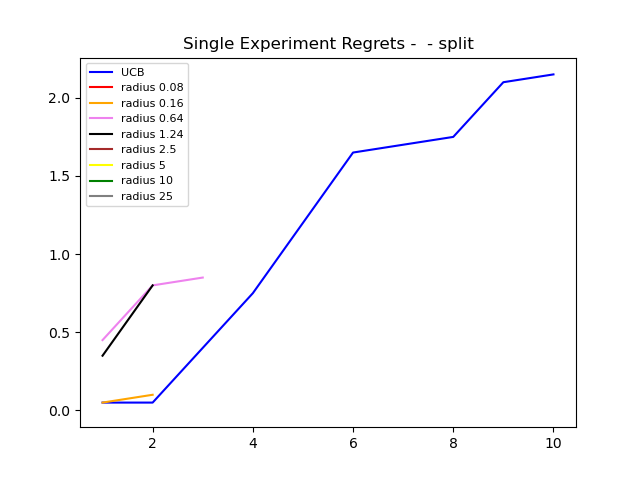 Single Experiment Regrets -  - split
UCB
radius 0.08
radius 0.16
radius 0.64
radius 1.24
radius 2.5
radius 5
radius 10
radius 25
2.0
1.5
1.0
0.5
0.0
2 4 6 8 10